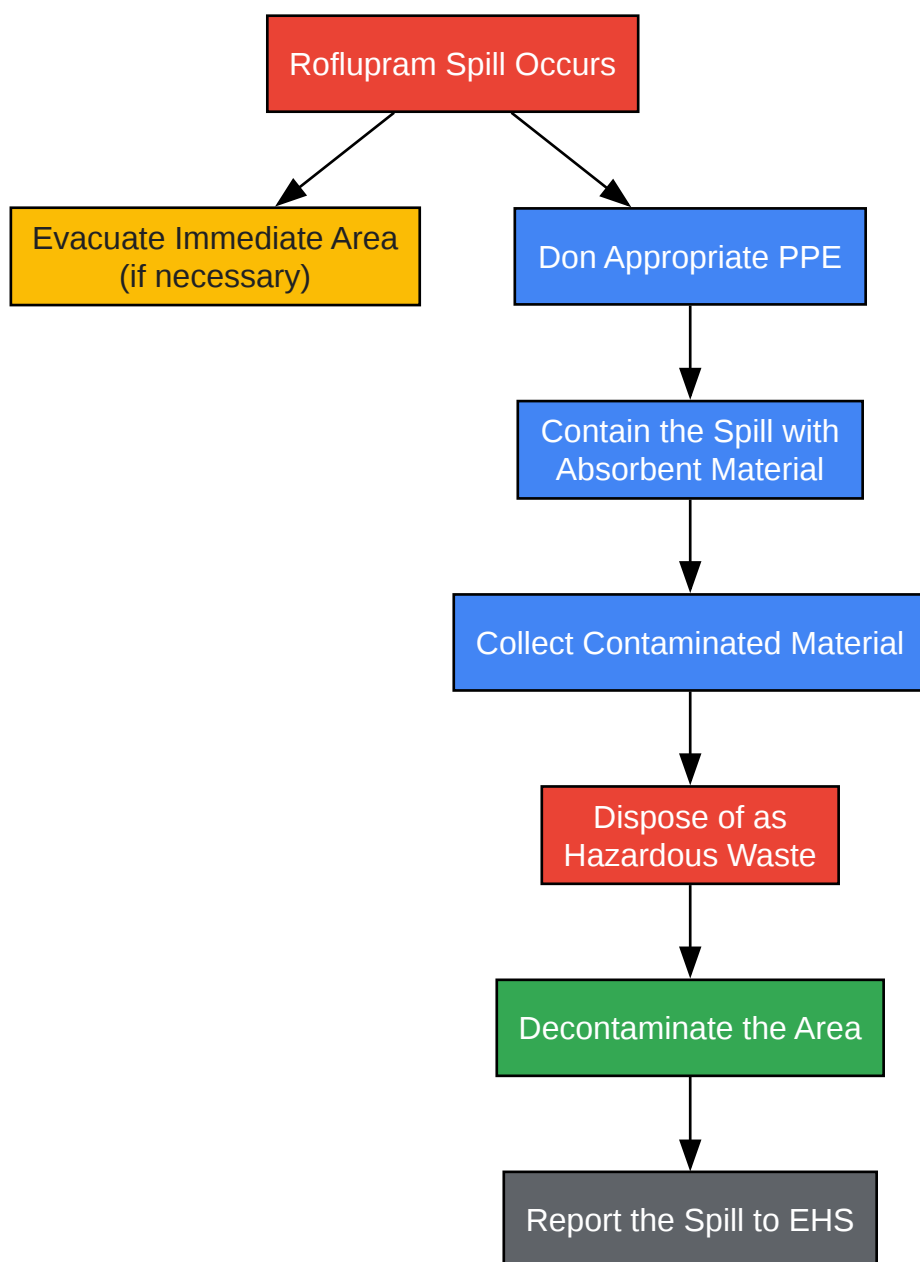 Roflupram Spill Occurs
Evacuate Immediate Area
(if necessary)
Don Appropriate PPE
Contain the Spill with
Absorbent Material
Collect Contaminated Material
Dispose of as
Hazardous Waste
Decontaminate the Area
Report the Spill to EHS